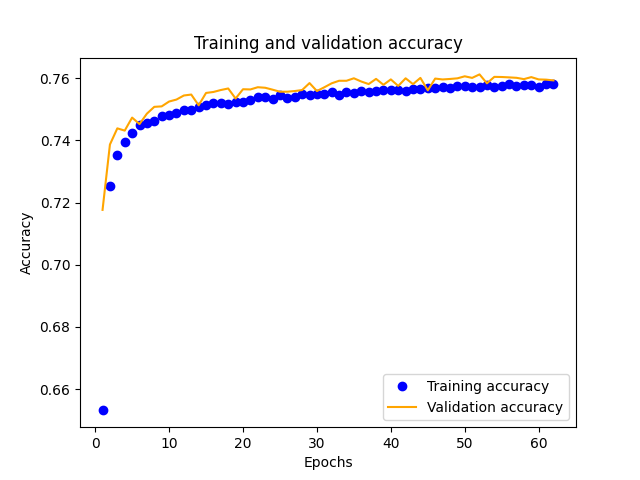 Training and validation accuracy
Accuracy
0.76
0.74
0.72
0.70
0.68
0.66
0 10 20 30 40 50 60
Epochs
Training accuracy
Validation accuracy